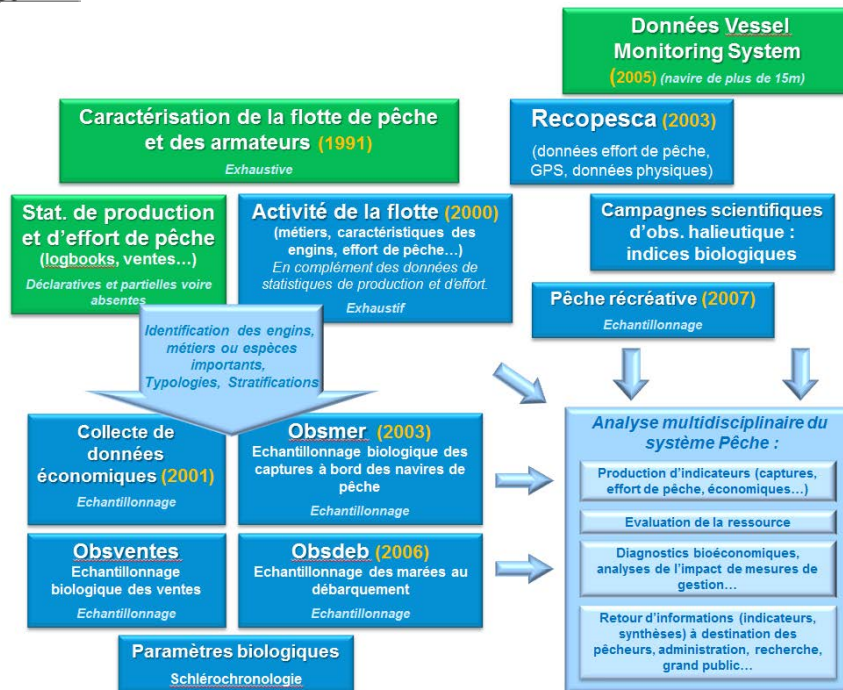 Données Vessel
Monitoring System
(2005) (navire de plus de 15m)
Caractérisation de la flotte de pêche
et des armateurs (1991)
Exhaustive
Recopesca (2003)
(données effort de pêche,
GPS, données physiques)
Stat. de production
et d'effort de pêche
(logbooks, ventes…)
Déclaratives et partielles voire
absentes
Activité de la flotte (2000)
(métiers, caractéristiques des
engins, effort de pêche…)
En complément des données de
statistiques de production et d'effort.
Exhaustif
Campagnes scientifiques
d'obs. halieutique :
indices biologiques
Pêche récréative (2007)
Echantillonnage
Identification des engins,
métiers ou espèces
importants,
Typologies, Stratifications
Collecte de
données
économiques (2001)
Echantillonnage
Obsmer (2003)
Echantillonnage biologique des
captures à bord des navires de
pêche
Echantillonnage
Obsventes
Echantillonnage
biologique des ventes
Echantillonnage
Obsdeb (2006)
Echantillonnage des marées au
débarquement
Echantillonnage
Paramètres biologiques
Schlérochronologie
Analyse multidisciplinaire du
système Pêche :
Production d'indicateurs (captures,
effort de pêche, économiques…)
Evaluation de la ressource
Diagnostics bioéconomiques,
analyses de l'impact de mesures de
gestion…
Retour d'informations (indicateurs,
synthèses) à destination des
pêcheurs, administration, recherche,
grand public…